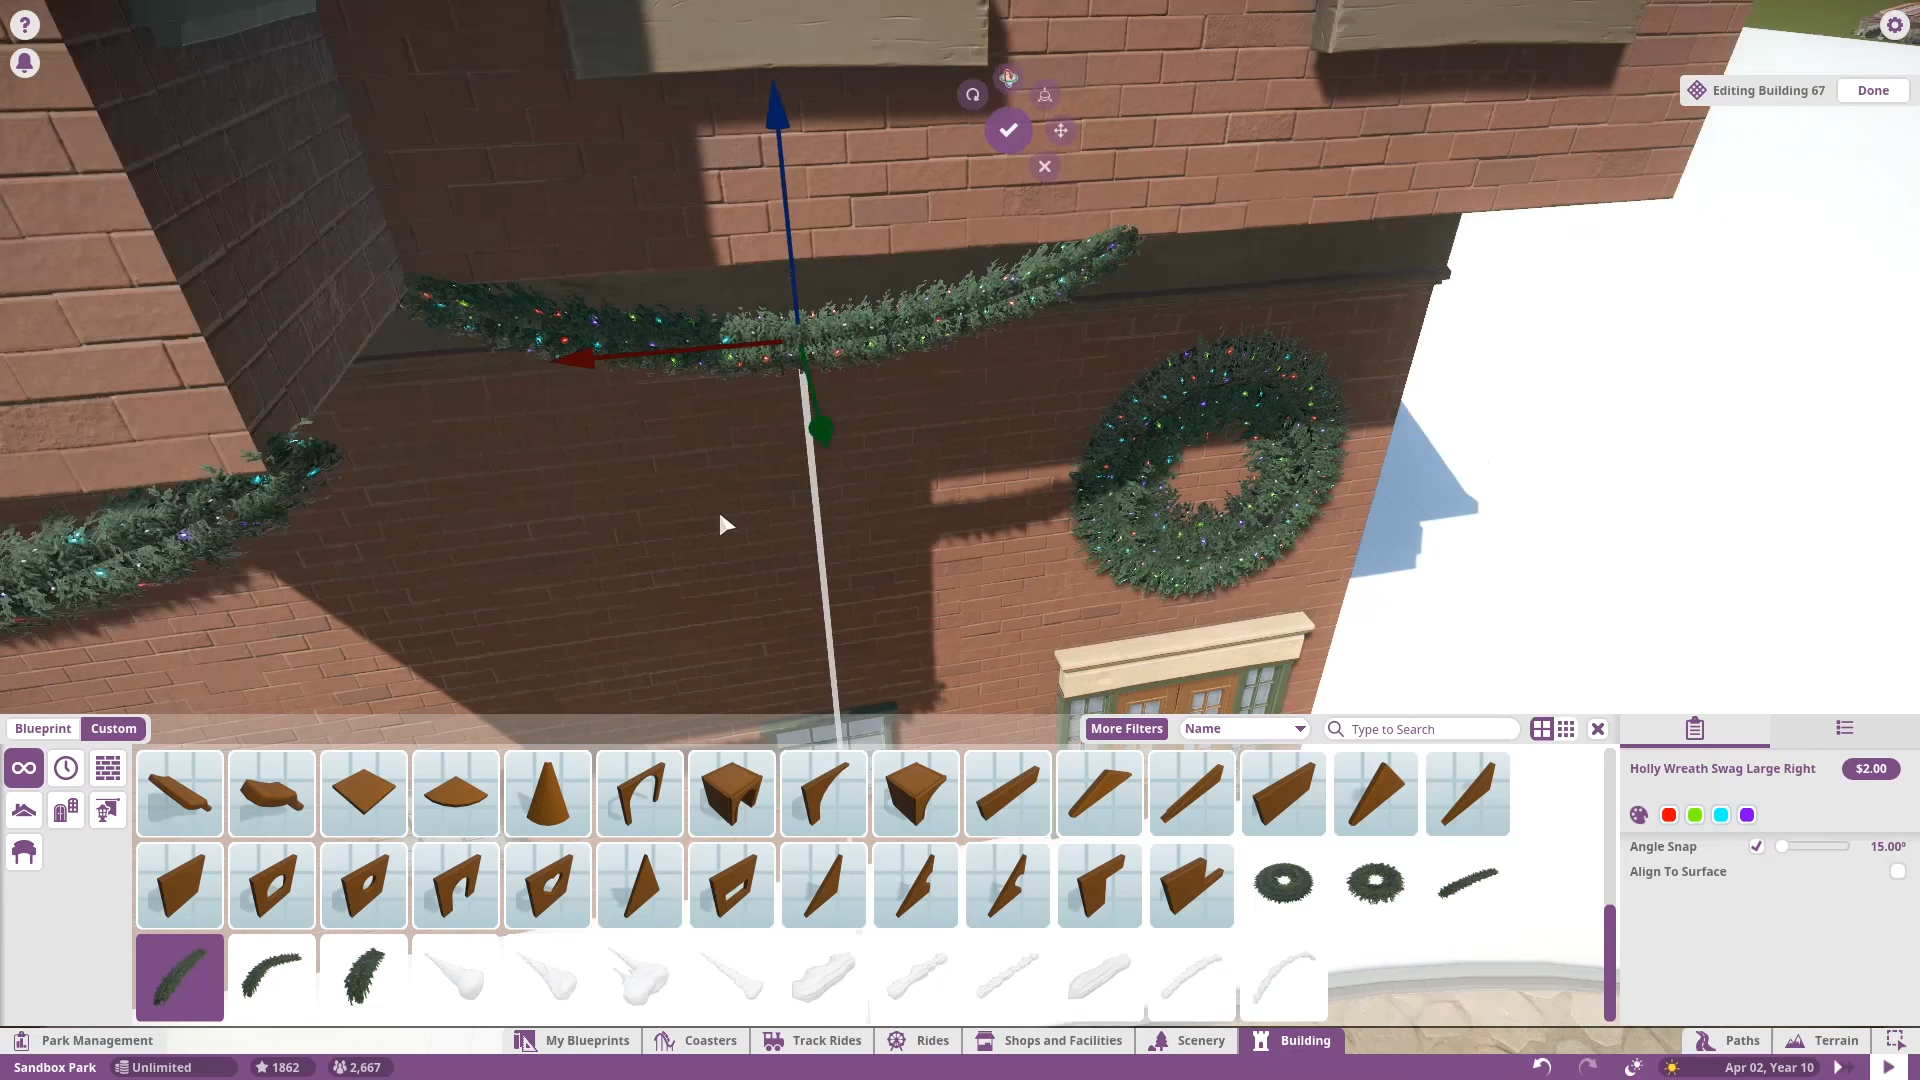 ?
Editing Building 67
Done
Blueprint
Custom
More Filters
Name
Type to Search
Holly Wreath Swag Large Right
$2.00
Angle Snap
15.00°
Align To Surface
Park Management
My Blueprints
Coasters
Track Rides
Rides
Shops and Facilities
Scenery
Building
Paths
Terrain
Sandbox Park
Unlimited
1862
2,667
Apr 02, Year 10